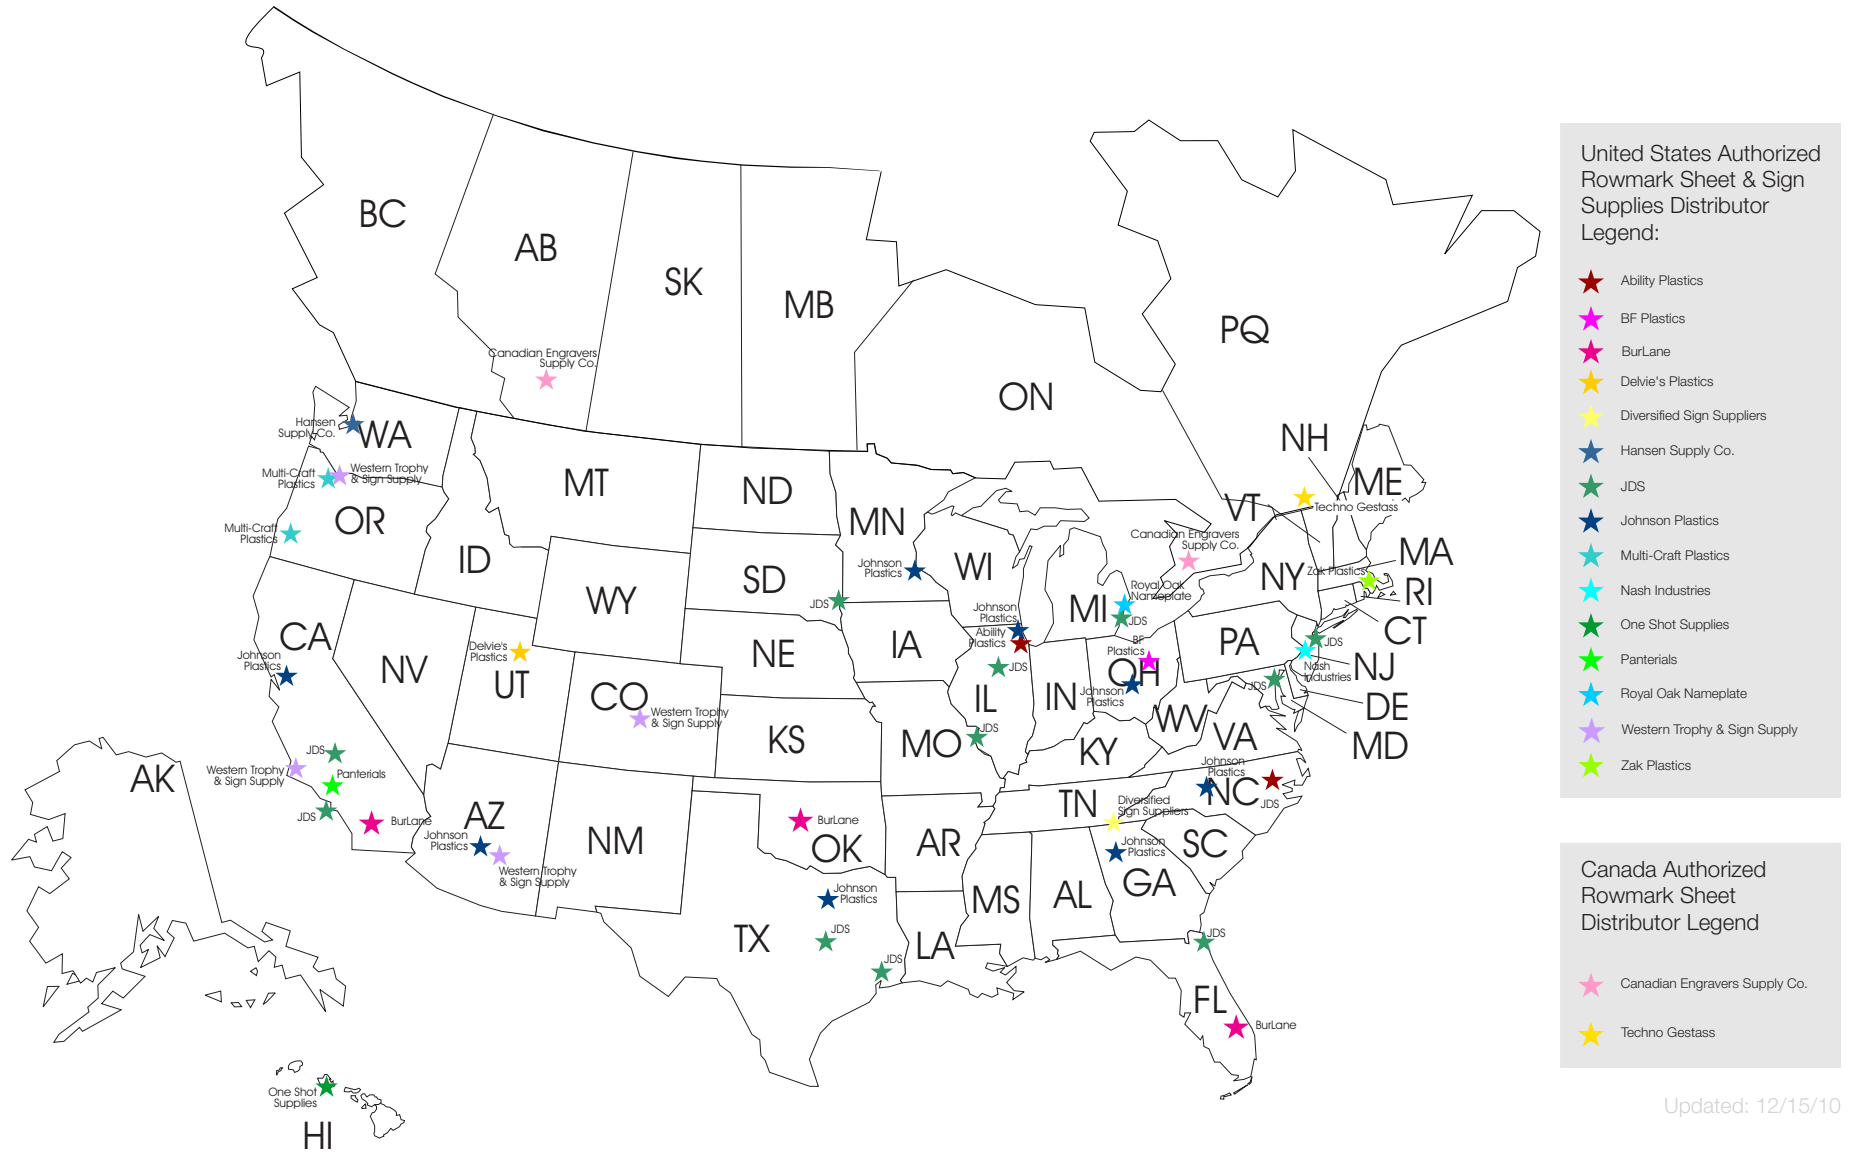 BC
AB
SK
MB
PQ
ON
Canadian Engravers
Supply Co.
Hansen
Supply Co.
WA
NH
ME
VT
Techno Gestass
Multi-Craft
Plastics
Western Trophy
& Sign Supply
MT
ND
MN
OR
Multi-Craft
Plastics
ID
Canadian Engravers
Supply Co.
MA
Johnson
Plastics
WI
SD
NY
Zak Plastics
RI
WY
JDS
MI
Royal Oak
Nameplate
JDS
CT
CA
Johnson
Plastics
Ability
Plastics
IA
BF
Plastics
PA
JDS
Delvie's
Plastics
NE
Johnson
Plastics
NV
UT
CO
JDS
IL
IN
OH
Johnson
Plastics
Nash
Industries
NJ
JDS
DE
Western Trophy
& Sign Supply
KS
MO
JDS
WV
VA
KY
MD
JDS
AK
Western Trophy
& Sign Supply
Panterials
JDS
BurLane
AZ
Johnson
Plastics
Western Trophy
& Sign Supply
NM
BurLane
OK
AR
TN
Diversified
Sign Suppliers
Johnson
Plastics
NC
JDS
SC
Johnson
Plastics
GA
MS
AL
Johnson
Plastics
TX
JDS
LA
JDS
JDS
FL
BurLane
One Shot
Supplies
HI
United States Authorized
Rowmark Sheet & Sign
Supplies Distributor
Legend:
Ability Plastics
BF Plastics
BurLane
Delvie's Plastics
Diversified Sign Suppliers
Hansen Supply Co.
JDS
Johnson Plastics
Multi-Craft Plastics
Nash Industries
One Shot Supplies
Panterials
Royal Oak Nameplate
Western Trophy & Sign Supply
Zak Plastics
Canada Authorized
Rowmark Sheet
Distributor Legend
Canadian Engravers Supply Co.
Techno Gestass
Updated: 12/15/10